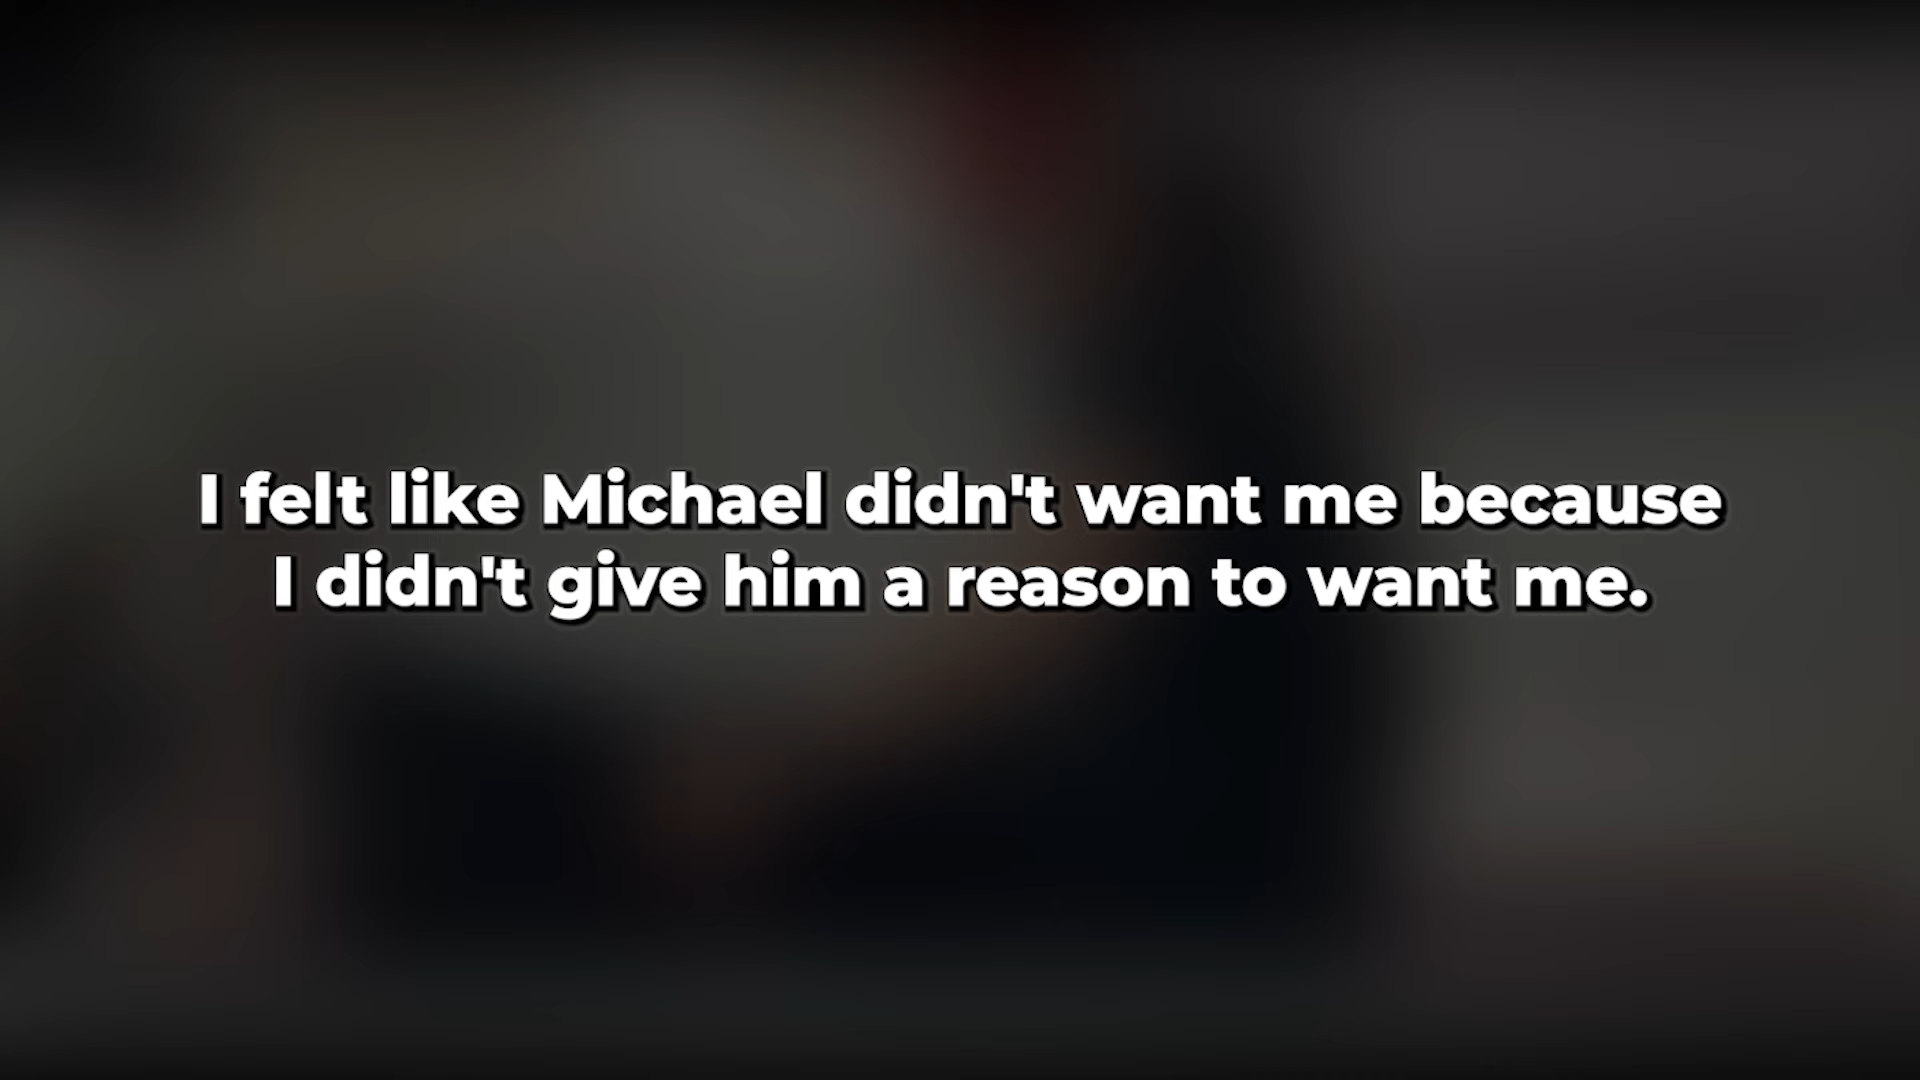 I felt like Michael didn't want me because
I didn't give him a reason to want me.